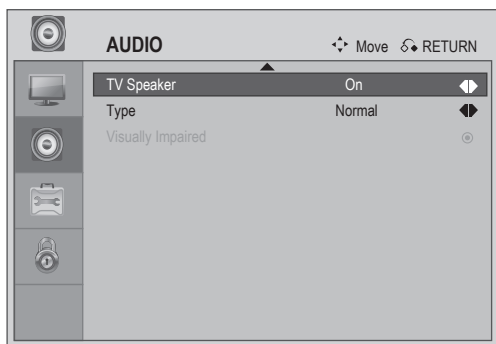 AUDIO Move RETURN
TV Speaker On
Type Normal
Visually Impaired